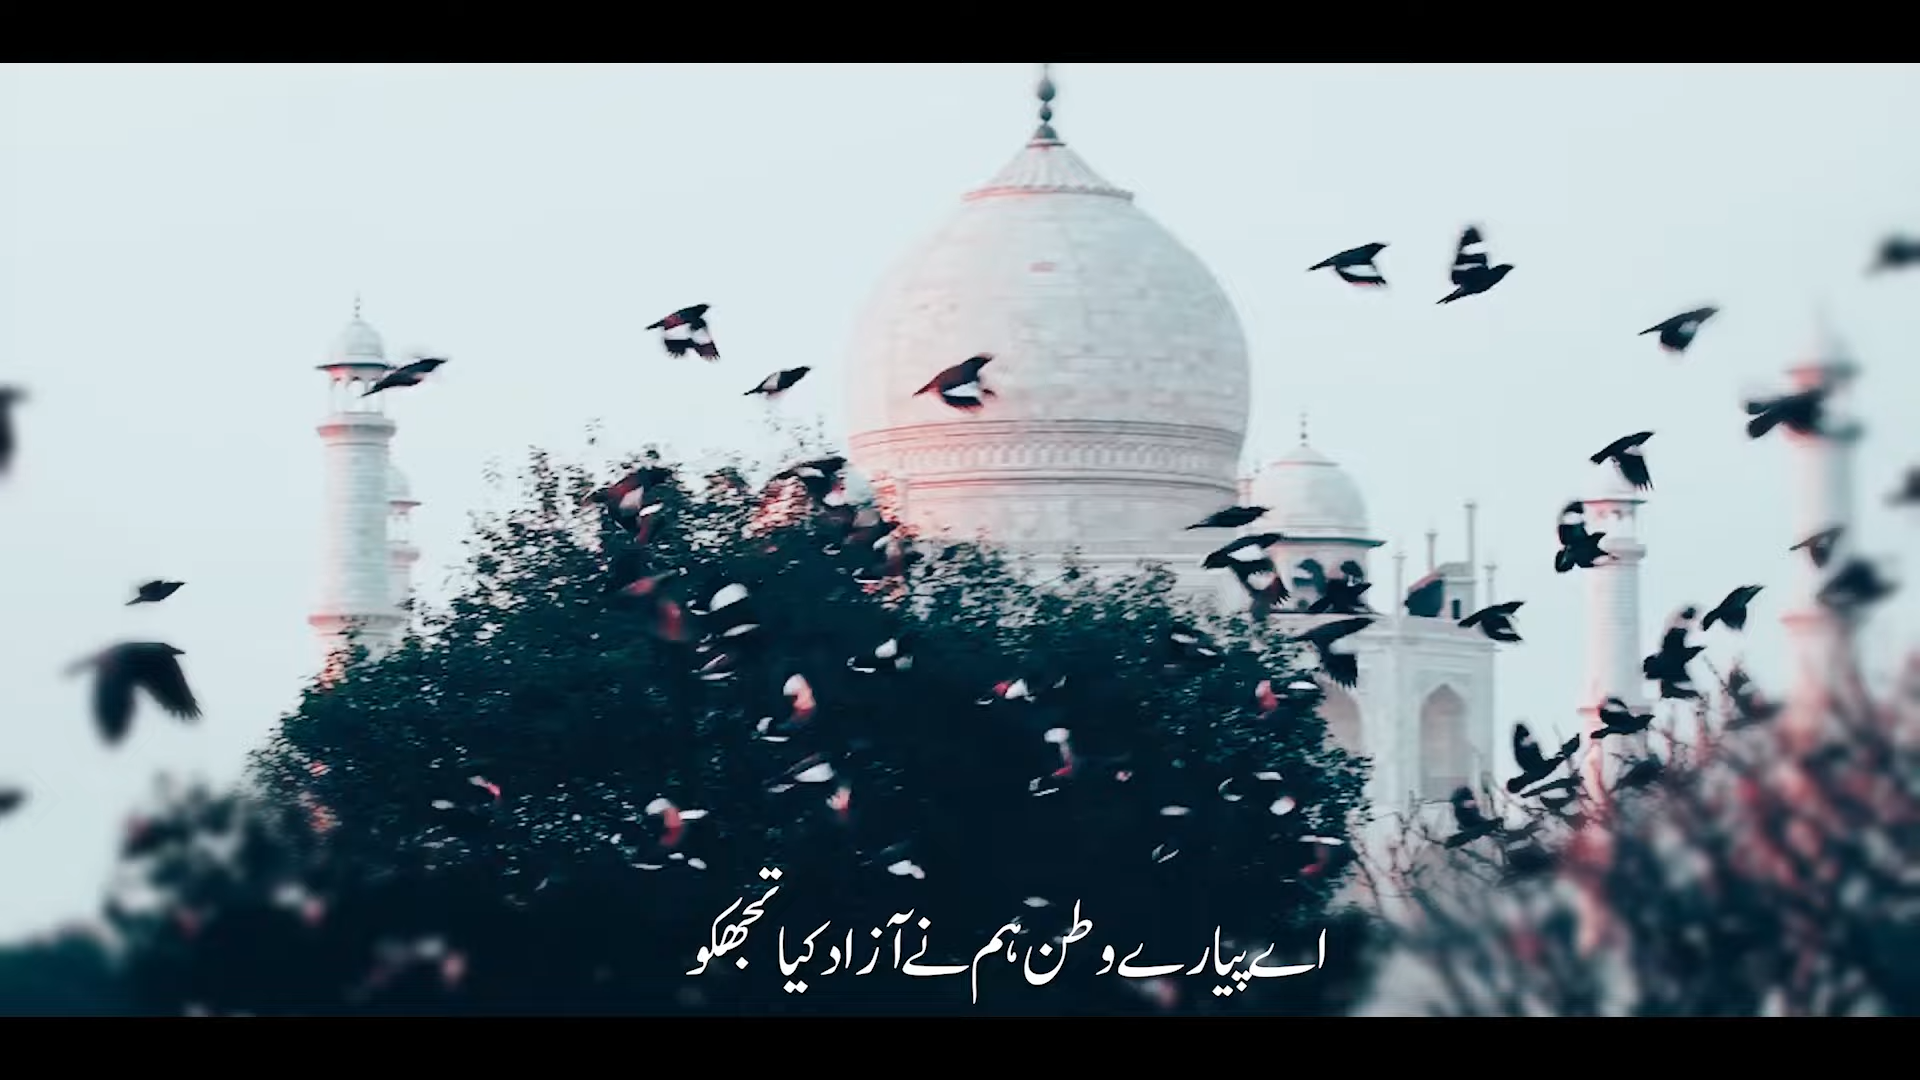 اے پیارے وطن ہم نے آزاد کیا تجھکو